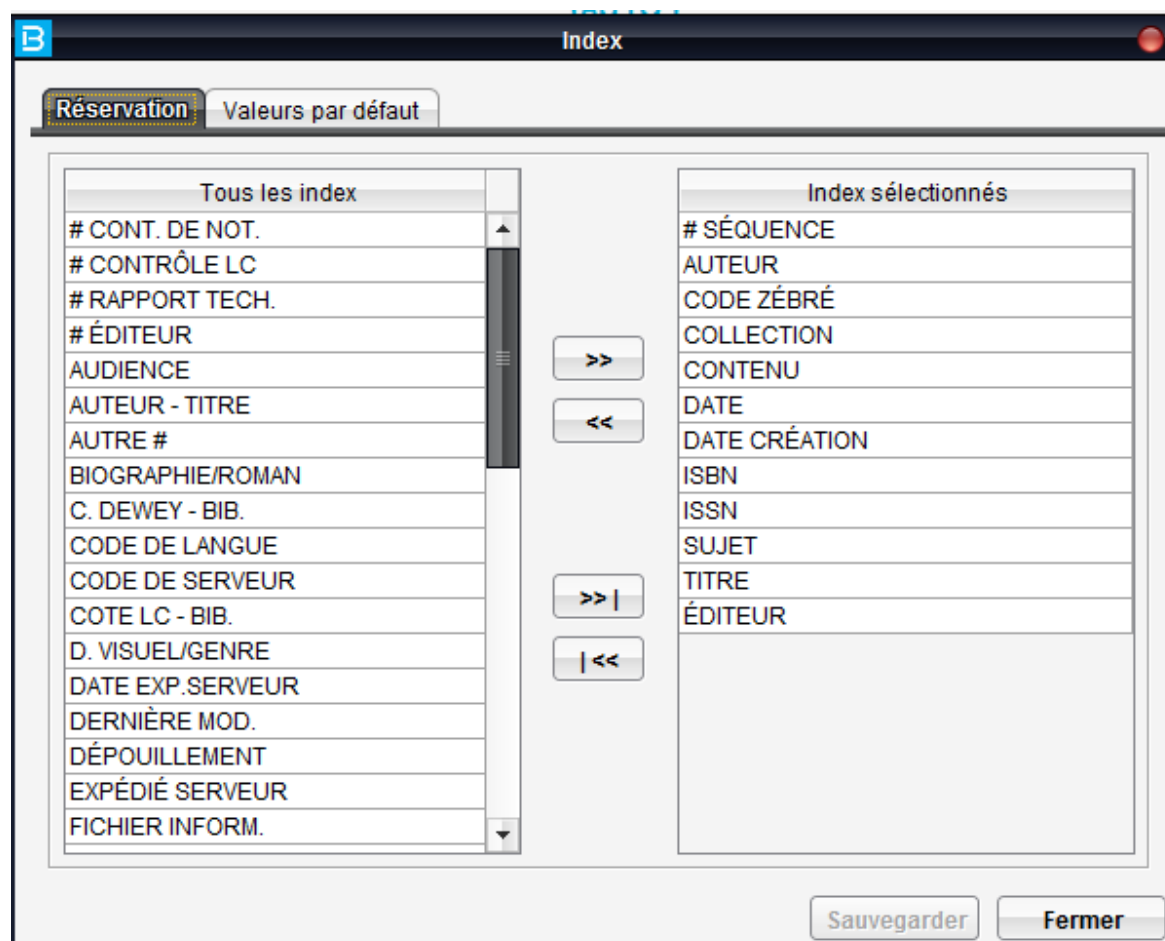 Index
Réservation
Valeurs par défaut
Tous les index
# CONT. DE NOT.
# CONTRÔLE LC
# RAPPORT TECH.
# ÉDITEUR
AUDIENCE
AUTEUR - TITRE
AUTRE #
BIOGRAPHIE/ROMAN
C. DEWEY - BIB.
CODE DE LANGUE
CODE DE SERVEUR
COTE LC - BIB.
D. VISUEL/GENRE
DATE EXP.SERVEUR
DERNIÈRE MOD.
DÉPOUILLEMENT
EXPÉDIÉ SERVEUR
FICHIER INFORM.
>>
<<
>>|
|<<
Index sélectionnés
# SÉQUENCE
AUTEUR
CODE ZÉBRÉ
COLLECTION
CONTENU
DATE
DATE CRÉATION
ISBN
ISSN
SUJET
TITRE
ÉDITEUR
Sauvegarder
Fermer